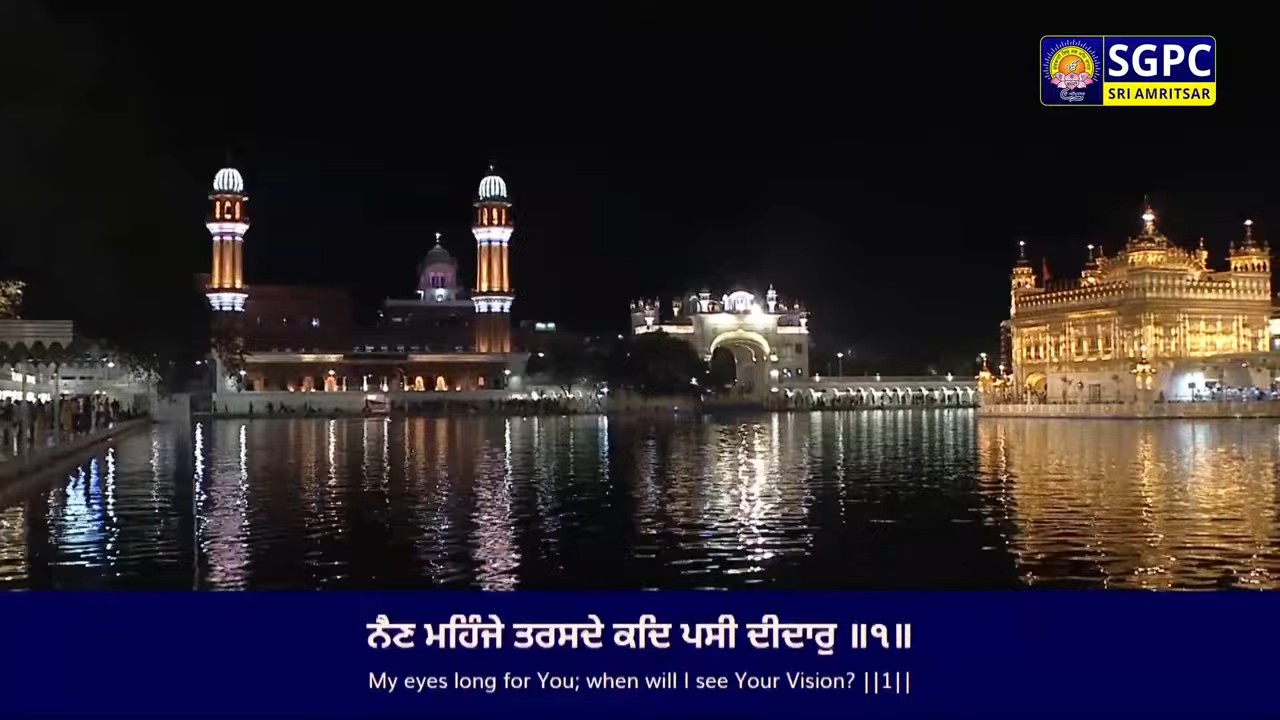 SGPC
SRI AMRITSAR
ਨੈਣ ਮਹਿੰਜੇ ਤਰਸਦੇ ਕਦਿ ਪਸੀ ਦੀਦਾਰੁ ॥੧॥
My eyes long for You; when will I see Your Vision? ||1||